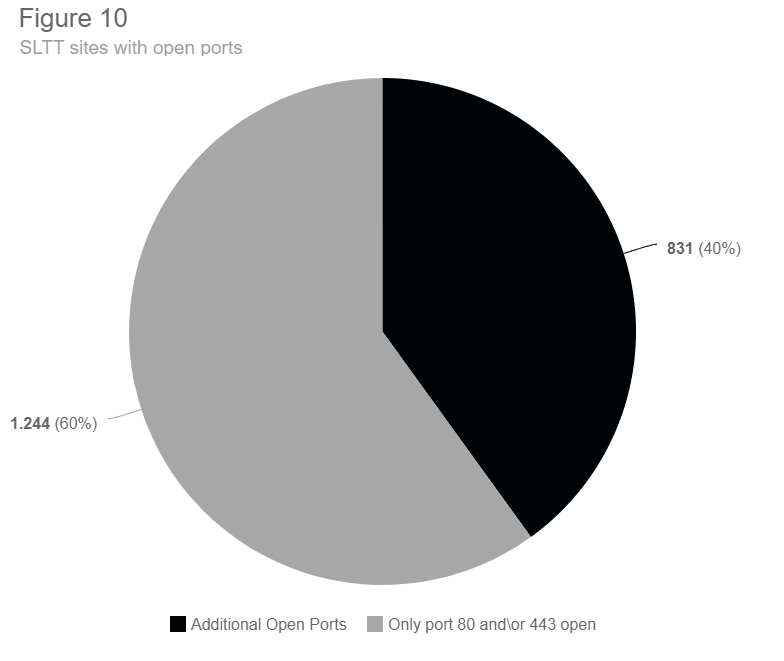 Figure 10
SLTT sites with open ports
831 (40%)
1.244 (60%)
Additional Open Ports
Only port 80 and\or 443 open